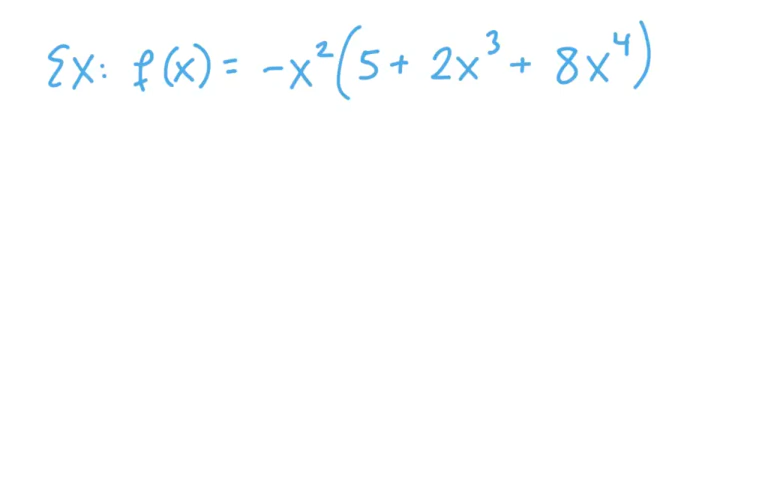 Ex: f(x) = -x²(5 + 2x³ + 8x⁴)